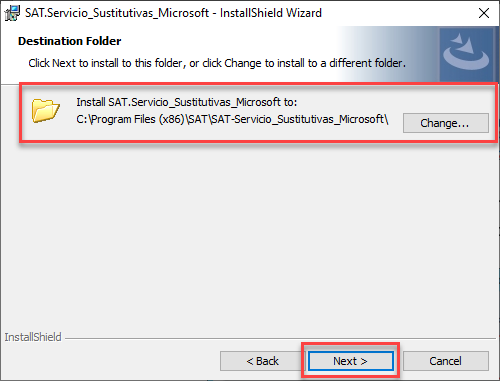 SAT.Servicio_Sustitutivas_Microsoft - InstallShield Wizard
Destination Folder
Click Next to install to this folder, or click Change to install to a different folder.
Install SAT.Servicio_Sustitutivas_Microsoft to:
C:\Program Files (x86)\SAT\SAT-Servicio_Sustitutivas_Microsoft\
Change...
InstallShield
< Back
Next >
Cancel